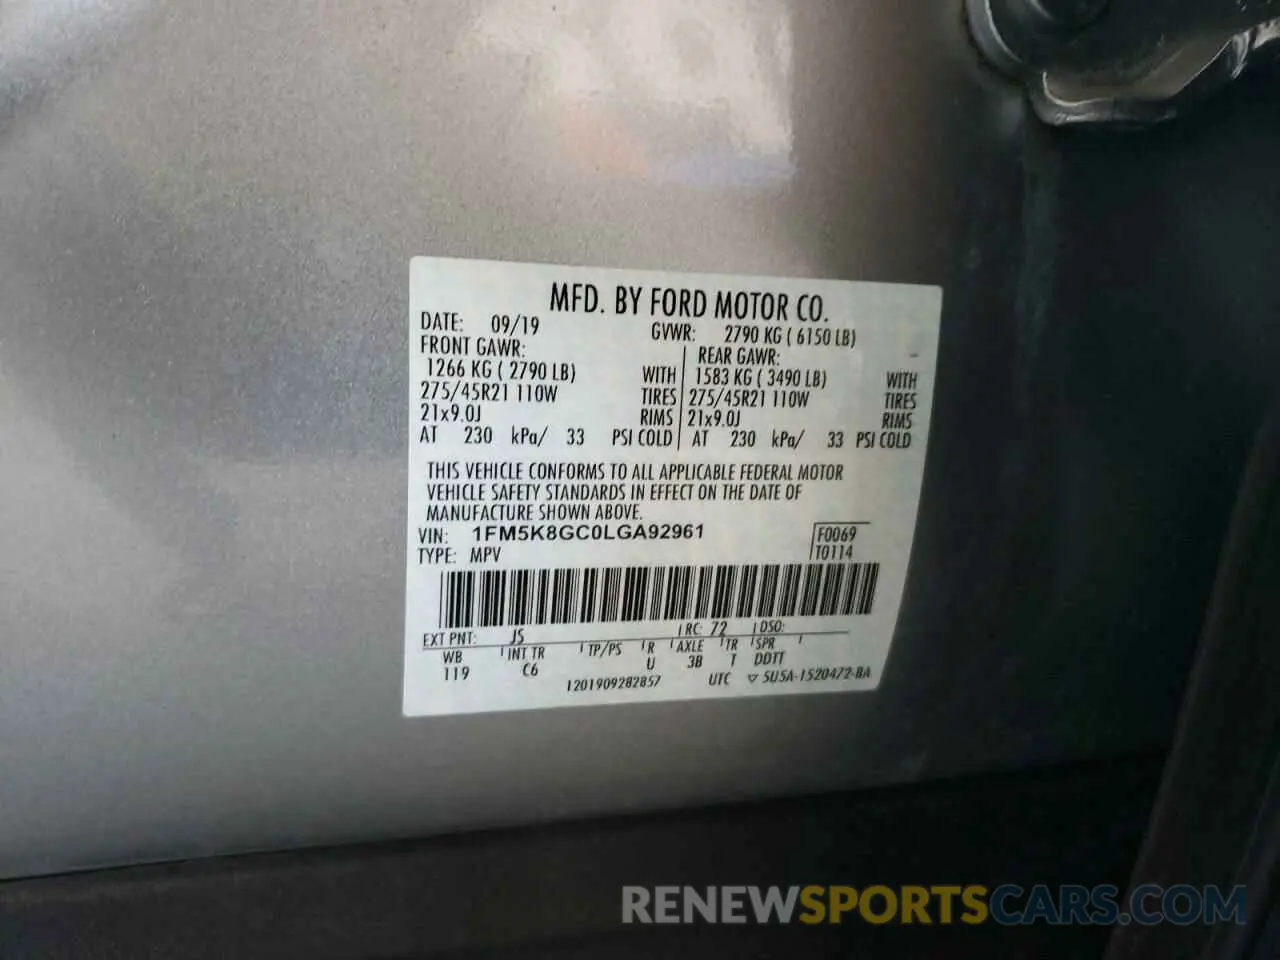 MFD. BY FORD MOTOR CO.
DATE: 09/19 GVWR: 2790 KG ( 6150 LB)
FRONT GAWR: REAR GAWR:
1266 KG ( 2790 LB) WITH 1583 KG ( 3490 LB) WITH
275/45R21 110W TIRES 275/45R21 110W TIRES
21x9.0J RIMS 21x9.0J RIMS
AT 230 kPa/ 33 PSI COLD AT 230 kPa/ 33 PSI COLD
THIS VEHICLE CONFORMS TO ALL APPLICABLE FEDERAL MOTOR
VEHICLE SAFETY STANDARDS IN EFFECT ON THE DATE OF
MANUFACTURE SHOWN ABOVE.
VIN: 1FM5K8GC0LGA92961 F0069
TYPE: MPV T0114
EXT PNT: JS RC: 72 DSO:
WB INT TR TP/PS R AXLE TR SPR
119 C6 U 3B T DDTT
1201909282857 UTC ▽ 5U5A-1520472-BA
RENEWSPORTSCARS.COM